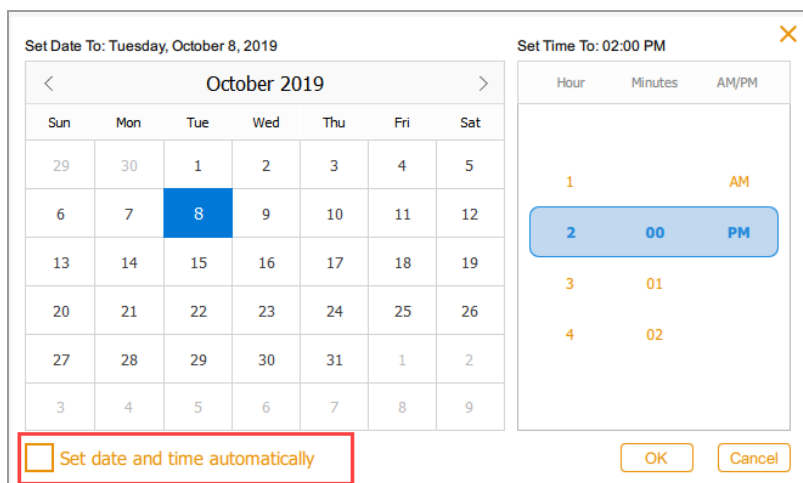 Set Date To: Tuesday, October 8, 2019
October 2019
Sun Mon Tue Wed Thu Fri Sat
29 30 1 2 3 4 5
6 7 8 9 10 11 12
13 14 15 16 17 18 19
20 21 22 23 24 25 26
27 28 29 30 31 1 2
3 4 5 6 7 8 9
Set Time To: 02:00 PM
Hour Minutes AM/PM
1 AM
2 00 PM
3 01
4 02
Set date and time automatically
OK Cancel